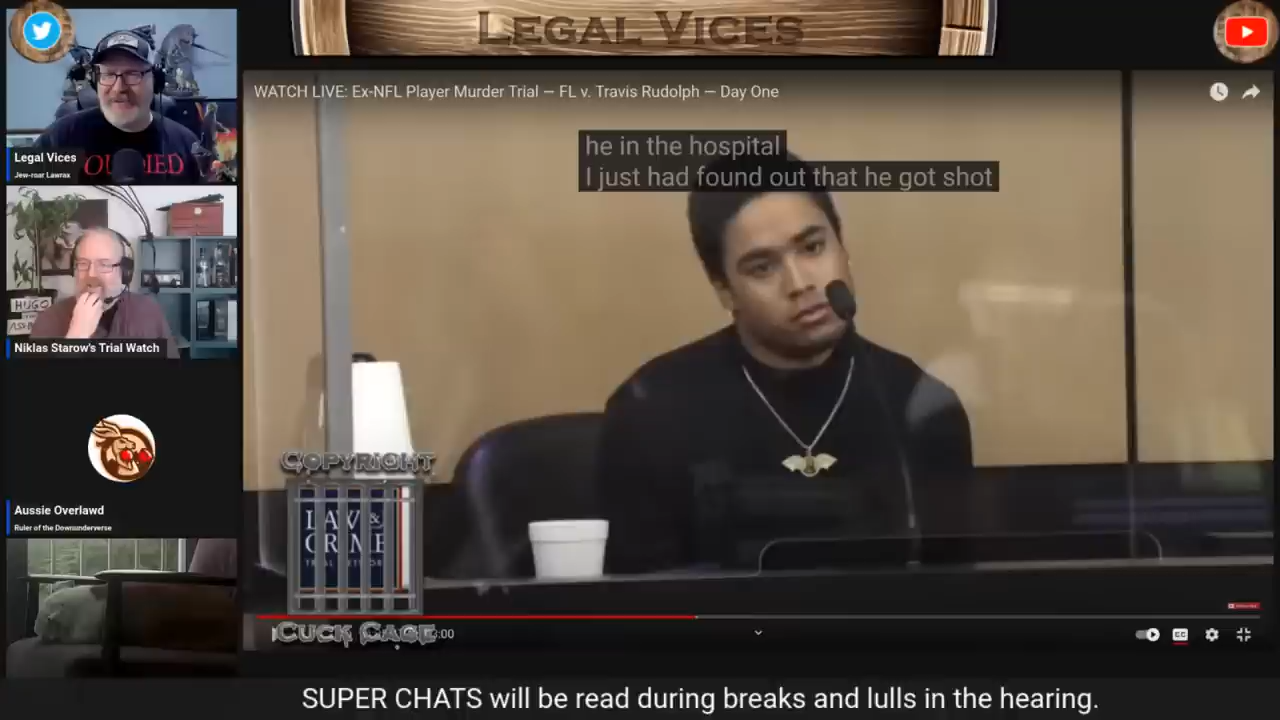 LEGAL VICES
WATCH LIVE: Ex-NFL Player Murder Trial — FL v. Travis Rudolph — Day One
he in the hospital
I just had found out that he got shot
Legal Vices
Jew-roar Lawrax
HUGO
Niklas Starow's Trial Watch
Aussie Overlawd
Ruler of the Downunderverse
COPYRIGHT
LAW &
CRIME
CUCK CAGE
:00
CC
SUPER CHATS will be read during breaks and lulls in the hearing.